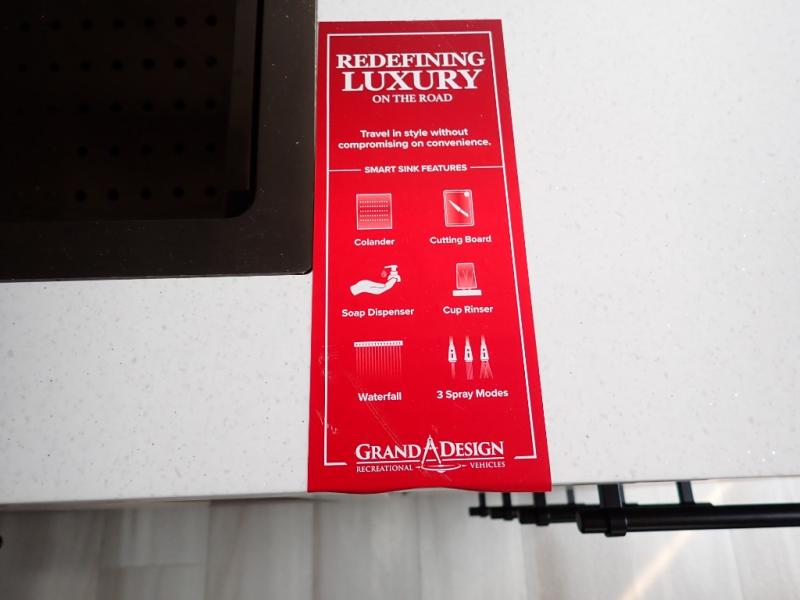 REDEFINING
LUXURY
ON THE ROAD
Travel in style without
compromising on convenience.
SMART SINK FEATURES
Colander
Cutting Board
Soap Dispenser
Cup Rinser
Waterfall
3 Spray Modes
GRAND DESIGN
RECREATIONAL VEHICLES